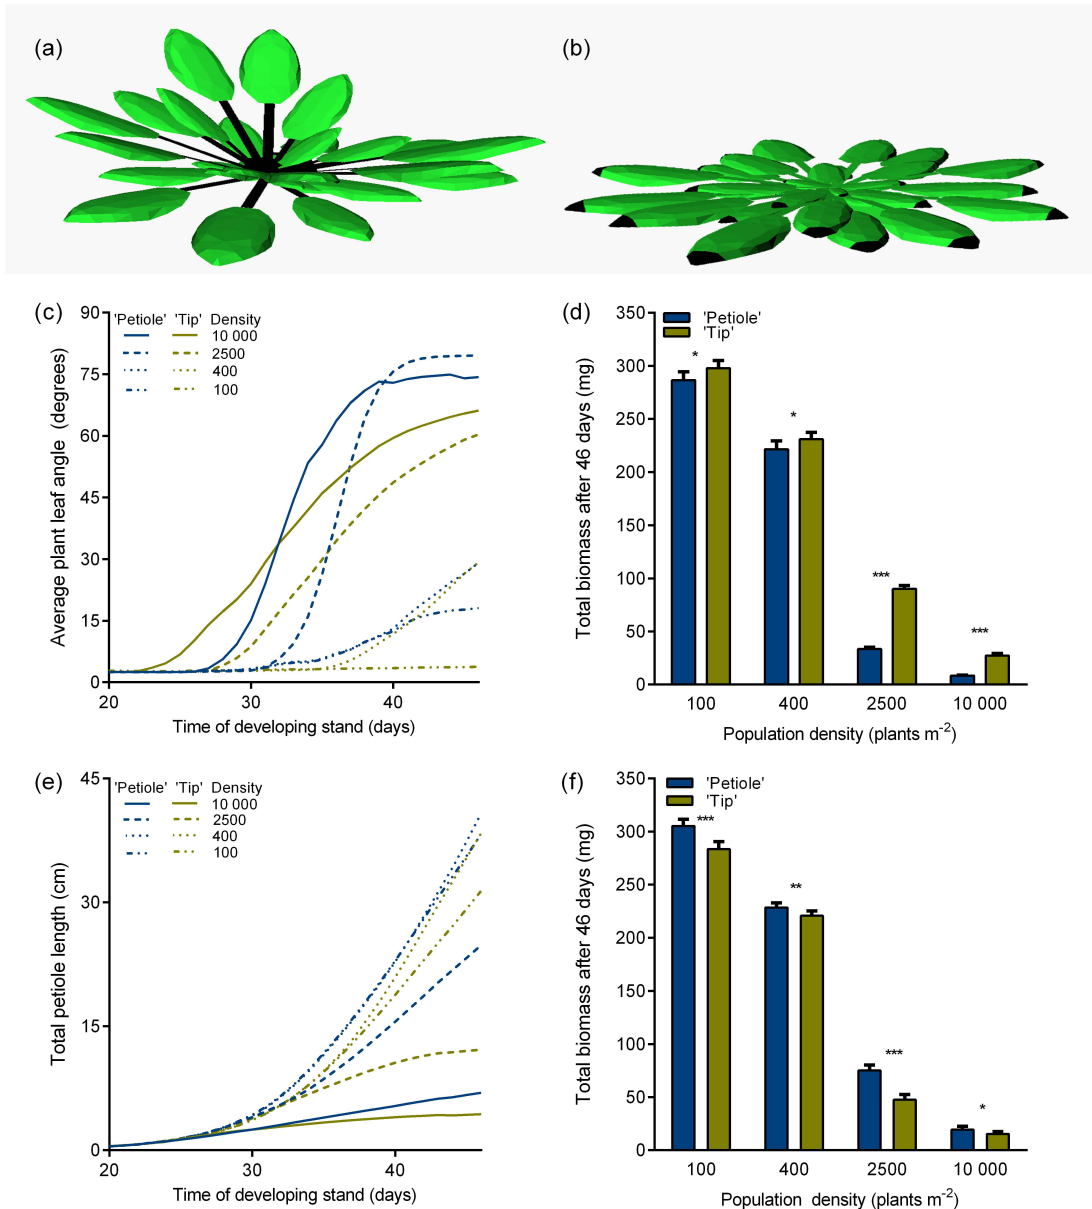 (a)
(b)
(c)
'Petiole' 'Tip' Density
10 000
2500
400
100
90
75
60
45
30
15
0
20 30 40
Average plant leaf angle (degrees)
Time of developing stand (days)
(d)
'Petiole'
'Tip'
350
300
250
200
150
100
50
0
* * *** ***
100 400 2500 10 000
Total biomass after 46 days (mg)
Population density (plants m-2)
(e)
'Petiole' 'Tip' Density
10 000
2500
400
100
45
30
15
0
20 30 40
Total petiole length (cm)
Time of developing stand (days)
(f)
'Petiole'
'Tip'
350
300
250
200
150
100
50
0
*** ** *** *
100 400 2500 10 000
Total biomass after 46 days (mg)
Population density (plants m-2)